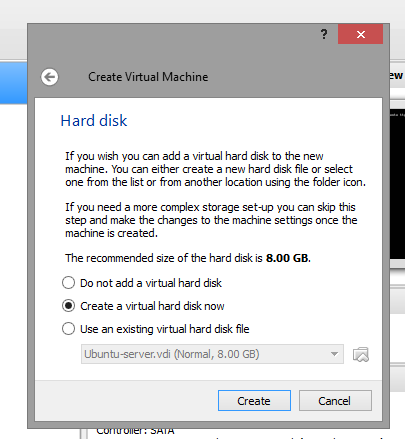 ?
Create Virtual Machine
Hard disk
If you wish you can add a virtual hard disk to the new
machine. You can either create a new hard disk file or select
one from the list or from another location using the folder icon.
If you need a more complex storage set-up you can skip this
step and make the changes to the machine settings once the
machine is created.
The recommended size of the hard disk is 8.00 GB.
Do not add a virtual hard disk
Create a virtual hard disk now
Use an existing virtual hard disk file
Ubuntu-server.vdi (Normal, 8.00 GB)
Create
Cancel
Controller: SATA